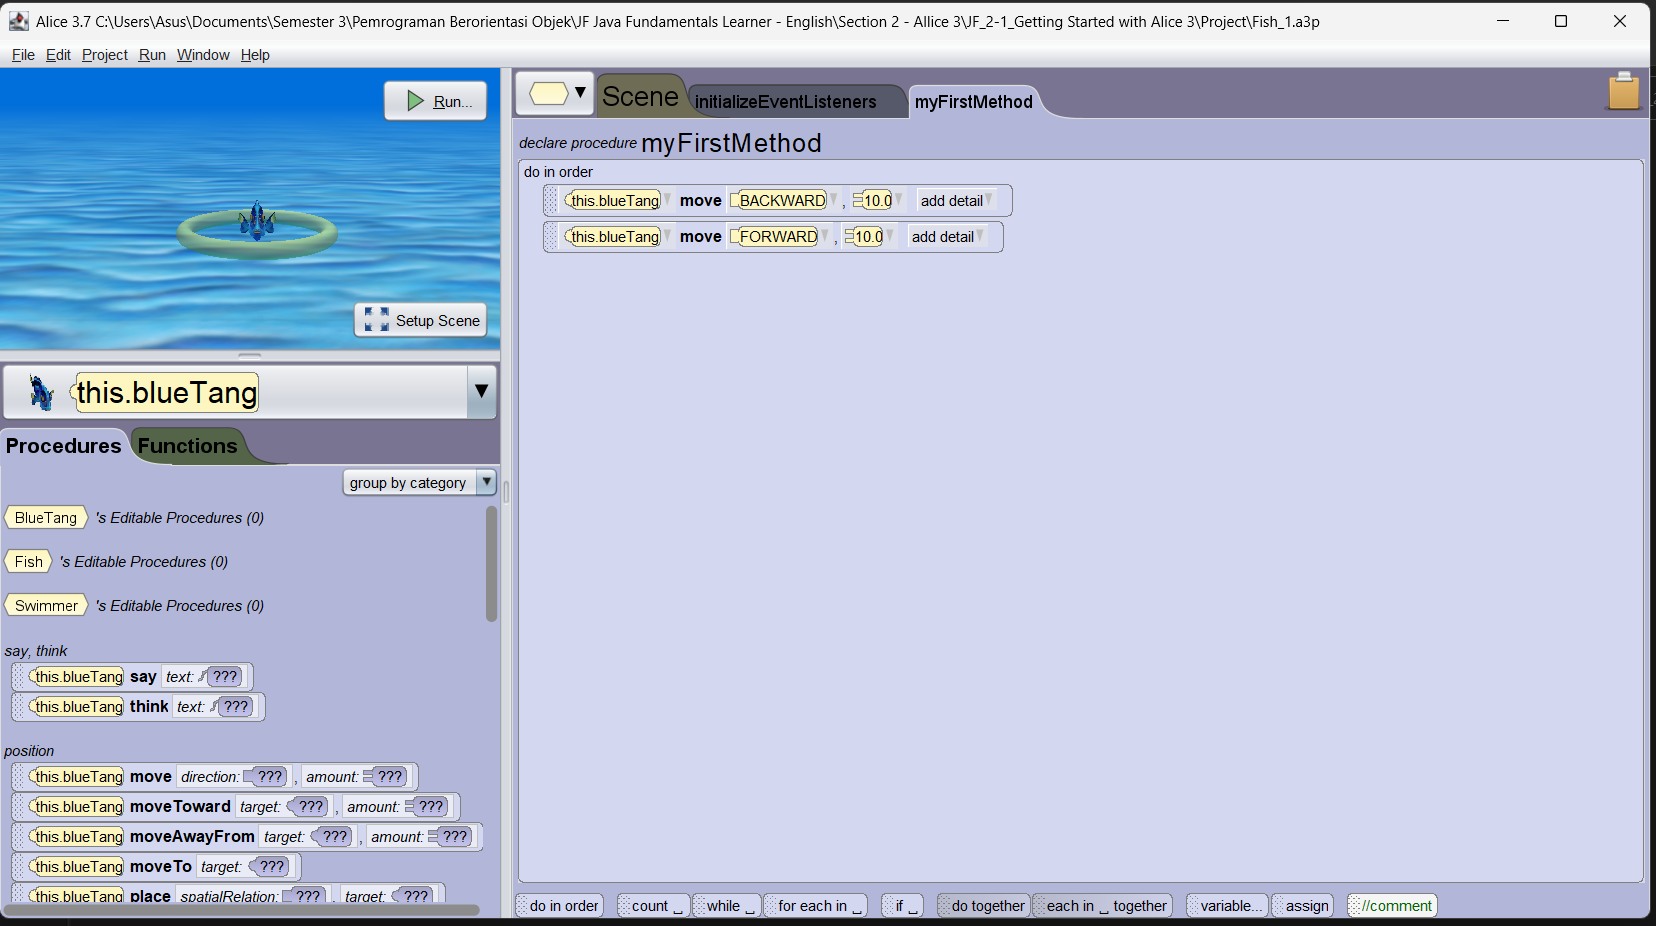 Alice 3.7 C:\Users\Asus\Documents\Semester 3\Pemrograman Berorientasi Objek\JF Java Fundamentals Learner - English\Section 2 - Allice 3\JF_2-1_Getting Started with Alice 3\Project\Fish_1.a3p
File Edit Project Run Window Help
Run...
Setup Scene
this.blueTang
Procedures Functions
group by category
BlueTang 's Editable Procedures (0)
Fish 's Editable Procedures (0)
Swimmer 's Editable Procedures (0)
say, think
this.blueTang say text: ???
this.blueTang think text: ???
position
this.blueTang move direction: ??? , amount: ???
this.blueTang moveToward target: ??? , amount: ???
this.blueTang moveAwayFrom target: ??? , amount: ???
this.blueTang moveTo target: ???
this.blueTang place spatialRelation: ??? , target: ???
Scene initializeEventListeners myFirstMethod
declare procedure myFirstMethod
do in order
this.blueTang move BACKWARD , 10.0 add detail
this.blueTang move FORWARD , 10.0 add detail
do in order count ␣ while ␣ for each in ␣ if ␣ do together each in ␣ together variable... assign //comment